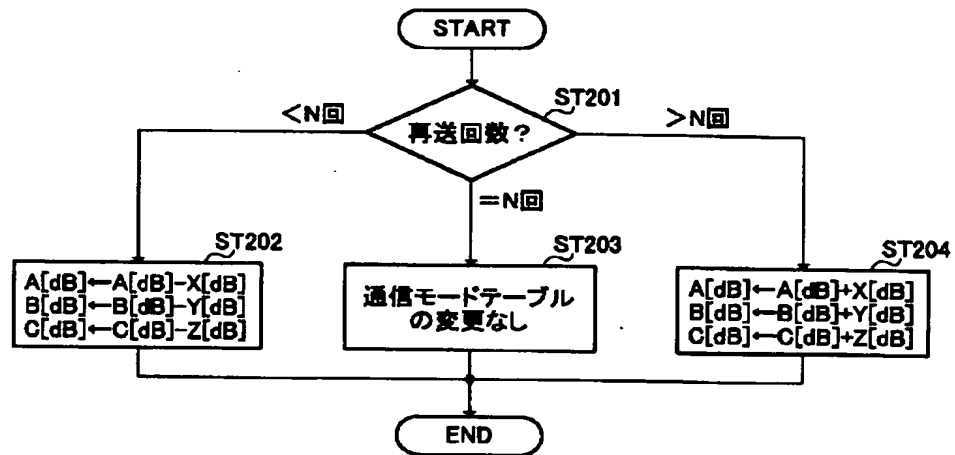 START
ST201
<N回
再送回数?
>N回
=N回
ST202
A[dB]←A[dB]−X[dB]
B[dB]←B[dB]−Y[dB]
C[dB]←C[dB]−Z[dB]
ST203
通信モードテーブル
の変更なし
ST204
A[dB]←A[dB]+X[dB]
B[dB]←B[dB]+Y[dB]
C[dB]←C[dB]+Z[dB]
END